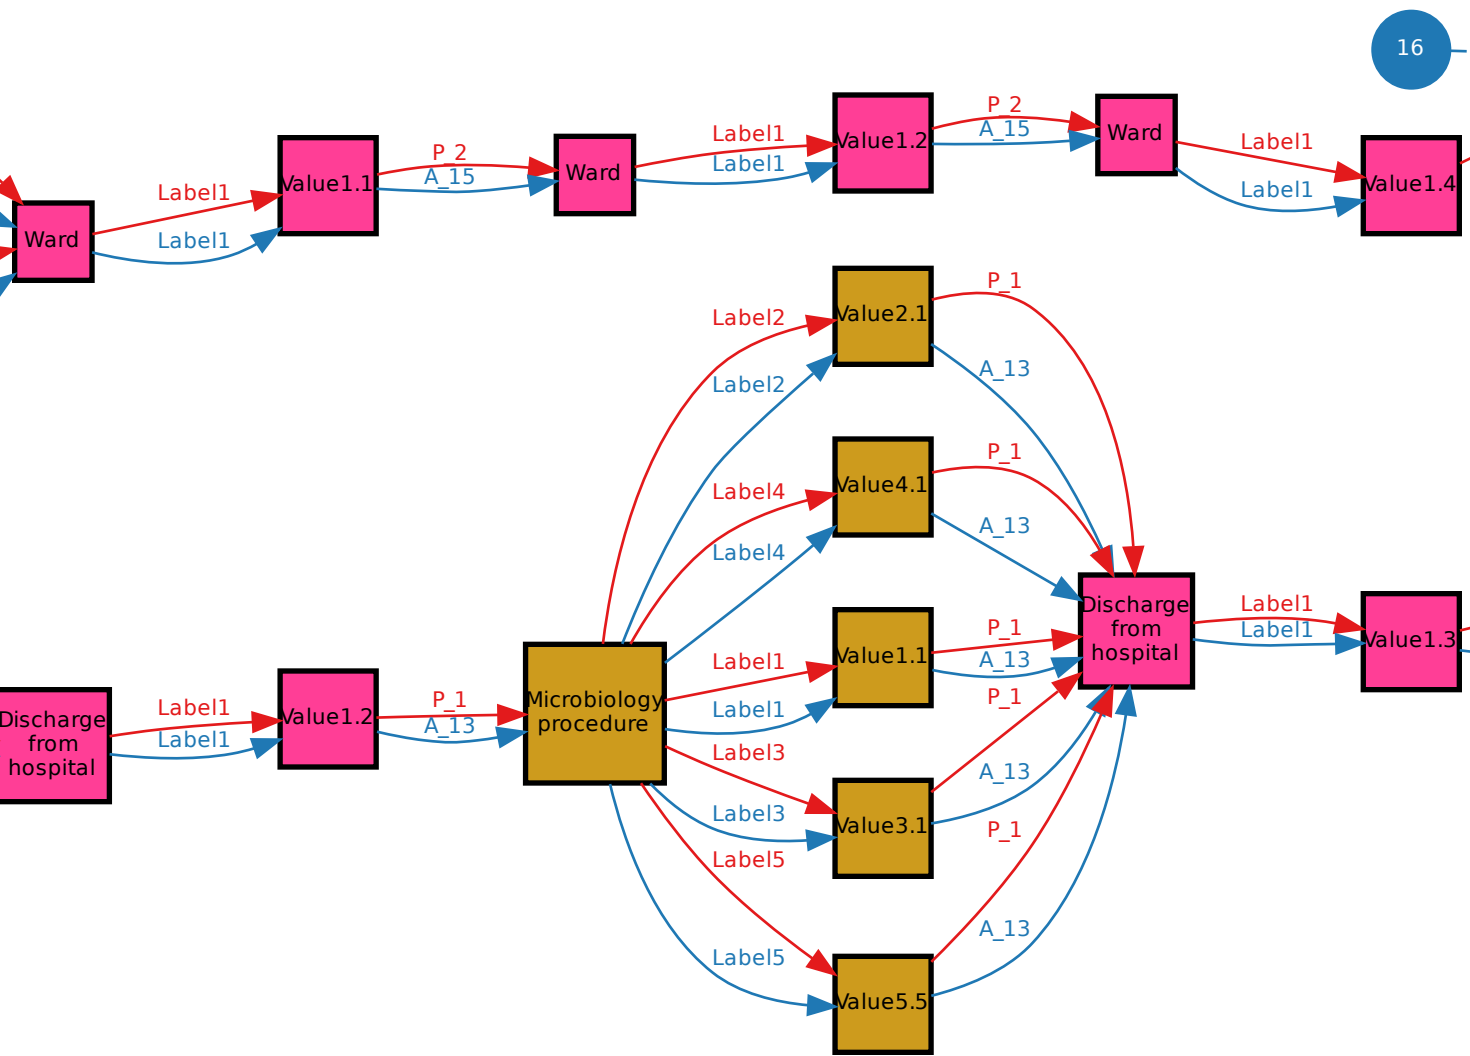 16
P_2
A_15
Ward
Label1
Label1
Value1.4
Label1
Label1
Value1.2
P_2
A_15
Ward
Label1
Label1
Value1.1
Ward
Label2
Label2
Value2.1
P_1
A_13
Label4
Label4
Value4.1
P_1
A_13
Label1
Label1
Value1.1
P_1
A_13
Discharge
from
hospital
Label1
Label1
Value1.3
Discharge
from
hospital
Label1
Label1
Value1.2
P_1
A_13
Microbiology
procedure
Label3
Label3
Value3.1
P_1
A_13
Label5
Label5
Value5.5
P_1
A_13